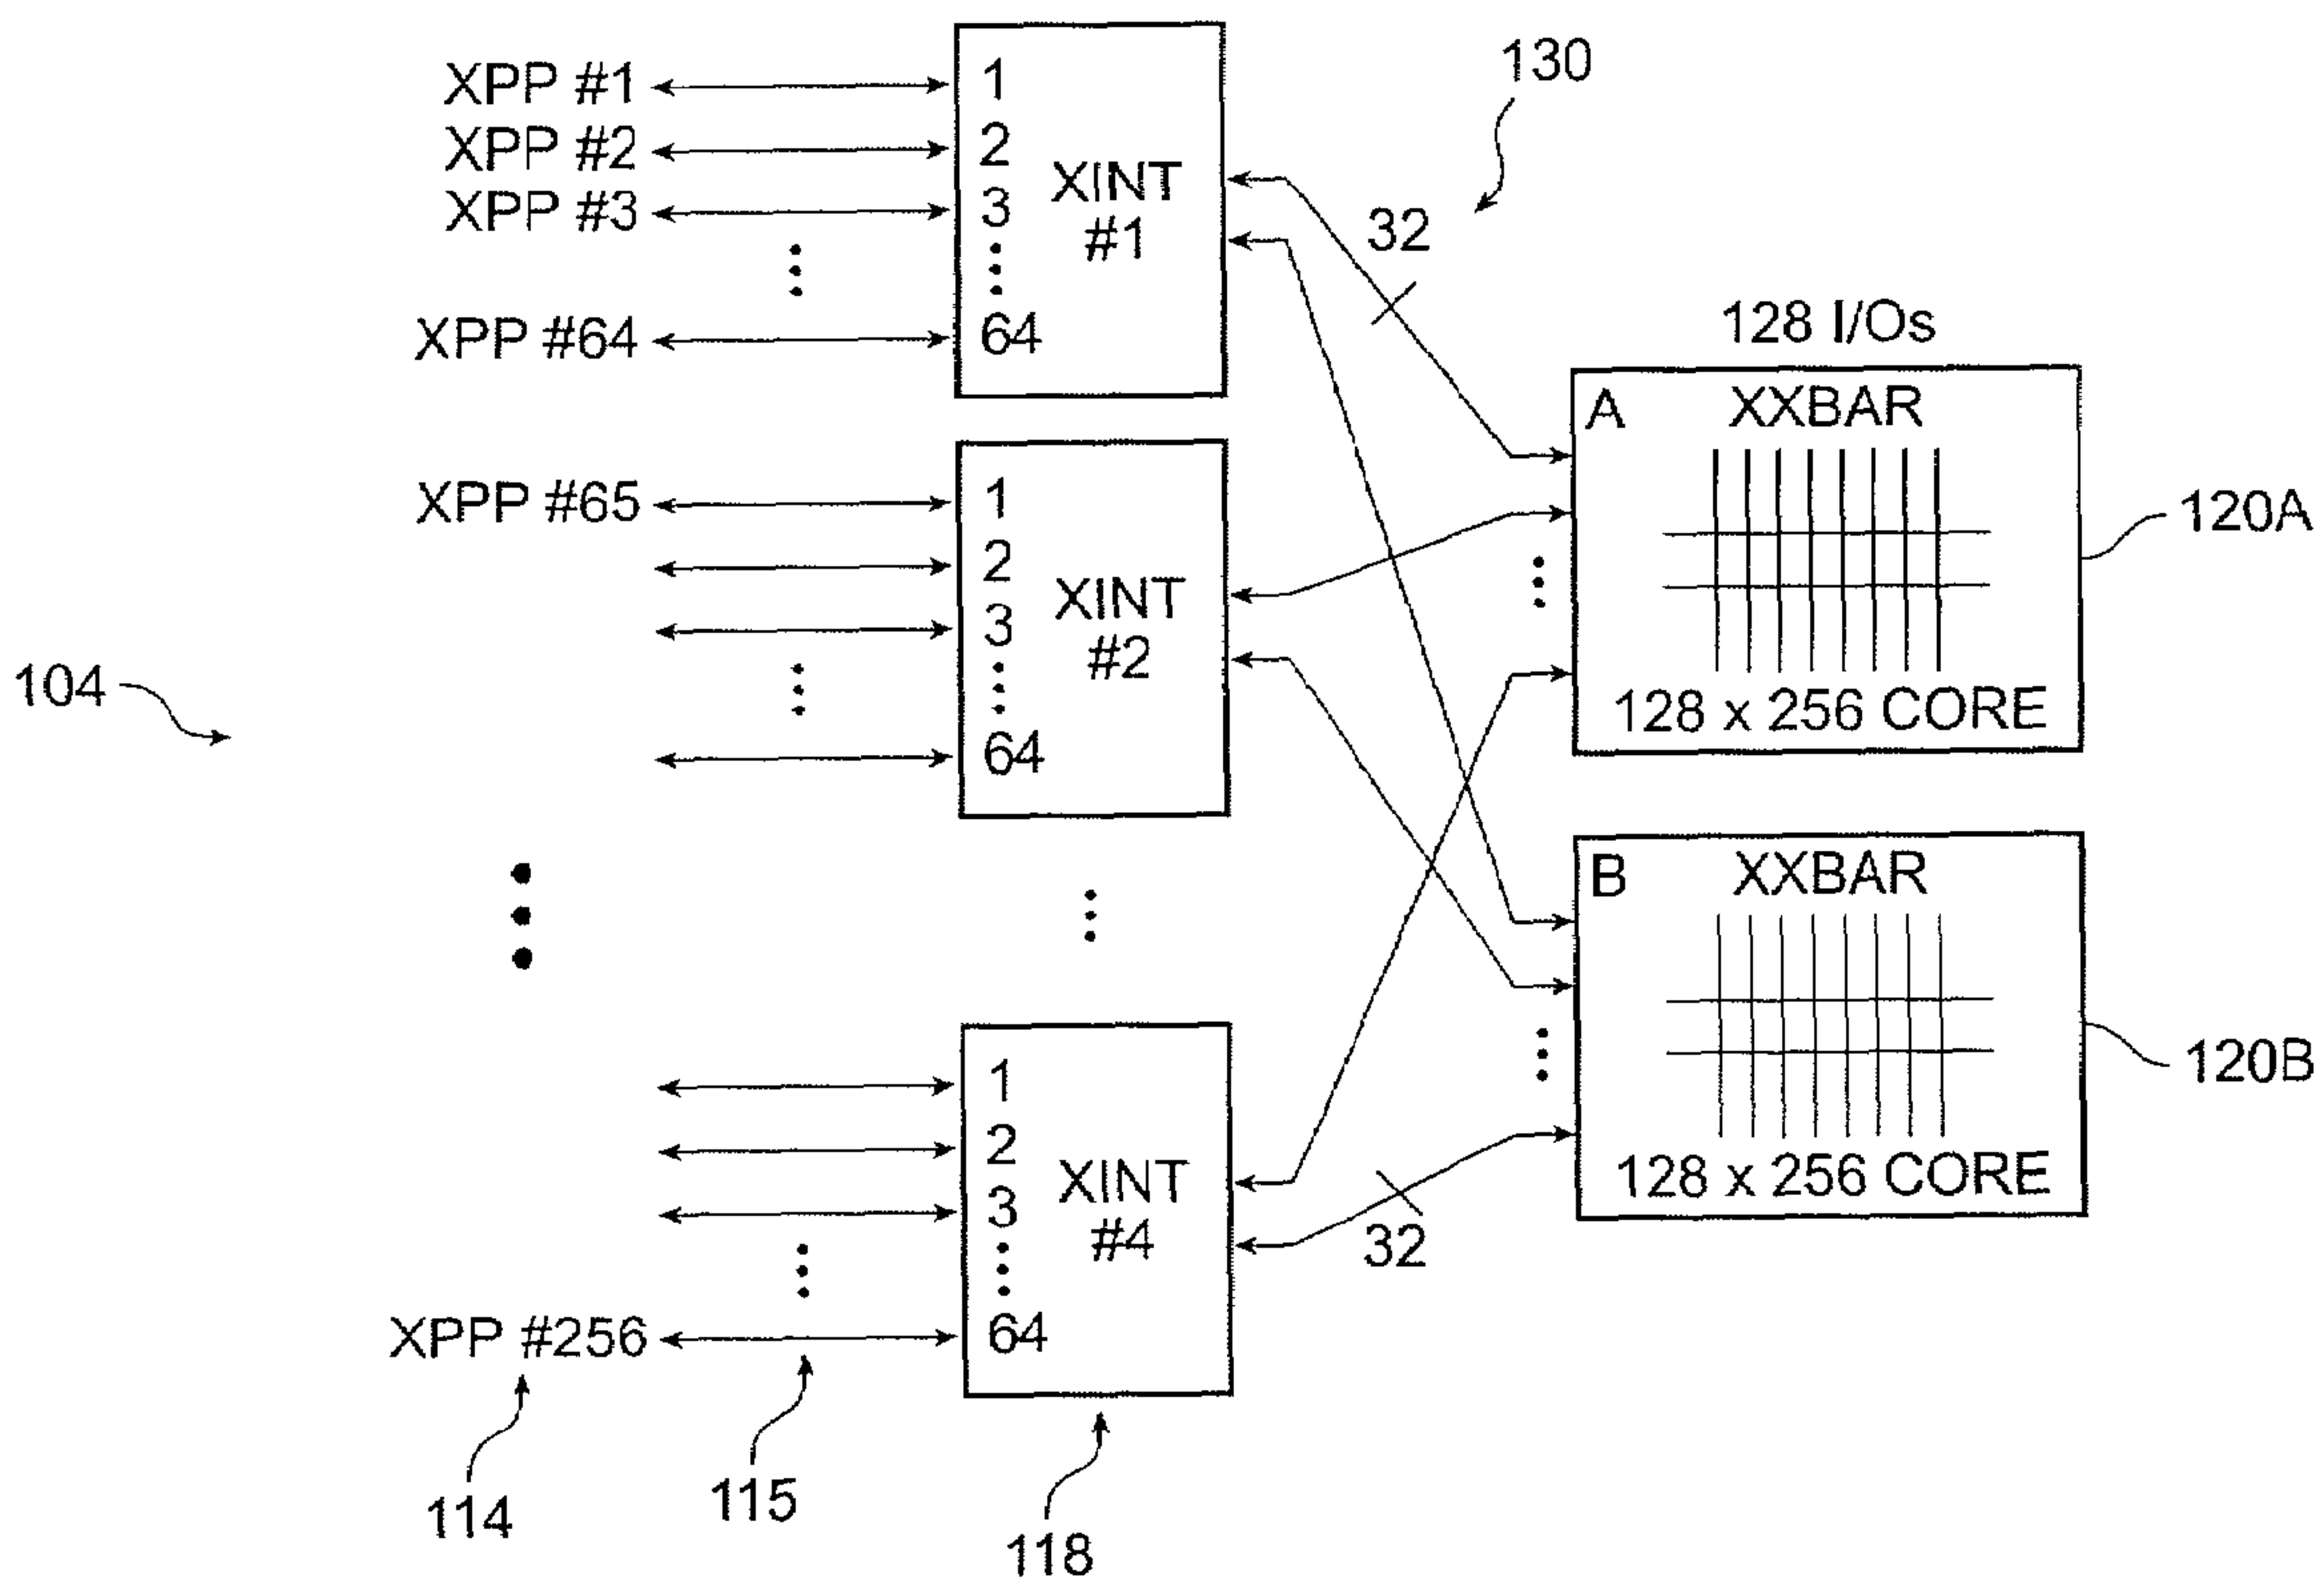 XPP #1
XPP #2
XPP #3
XPP #64
1
2
3
64
XINT
#1
130
32
128 I/Os
A
XXBAR
128 x 256 CORE
120A
XPP #65
1
2
3
64
XINT
#2
104
B
XXBAR
128 x 256 CORE
120B
1
2
3
64
XINT
#4
32
XPP #256
114
115
118